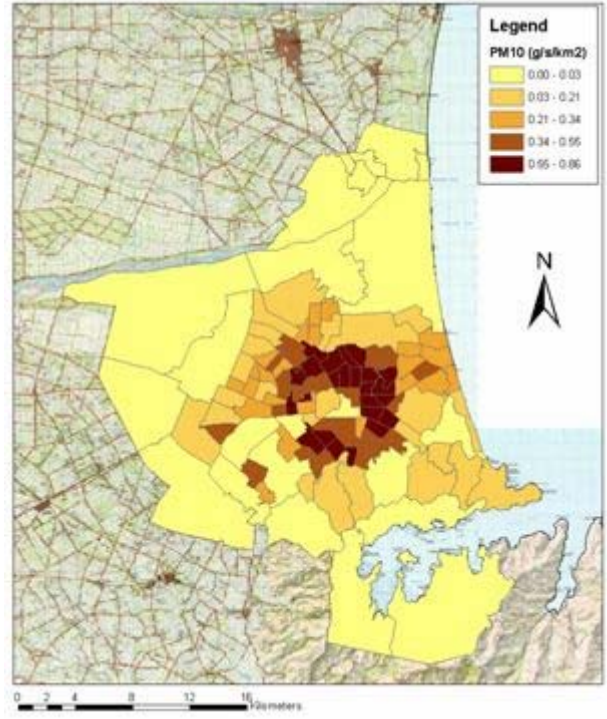 Legend
PM10 (g/s/km2)
0.00 - 0.03
0.03 - 0.21
0.21 - 0.34
0.34 - 0.55
0.55 - 0.86
N
0 2 4 8 12 16
Kilometers